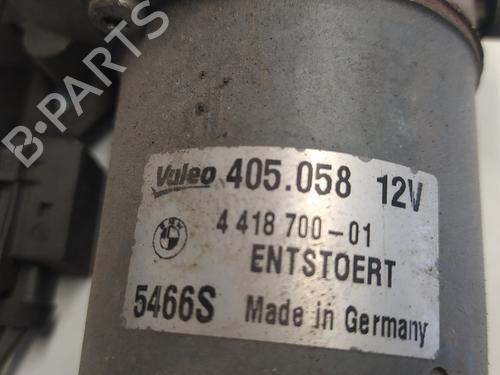 B-PARTS
Valeo 405.058 12V
4 418 700-01
ENTSTOERT
5466S Made in Germany